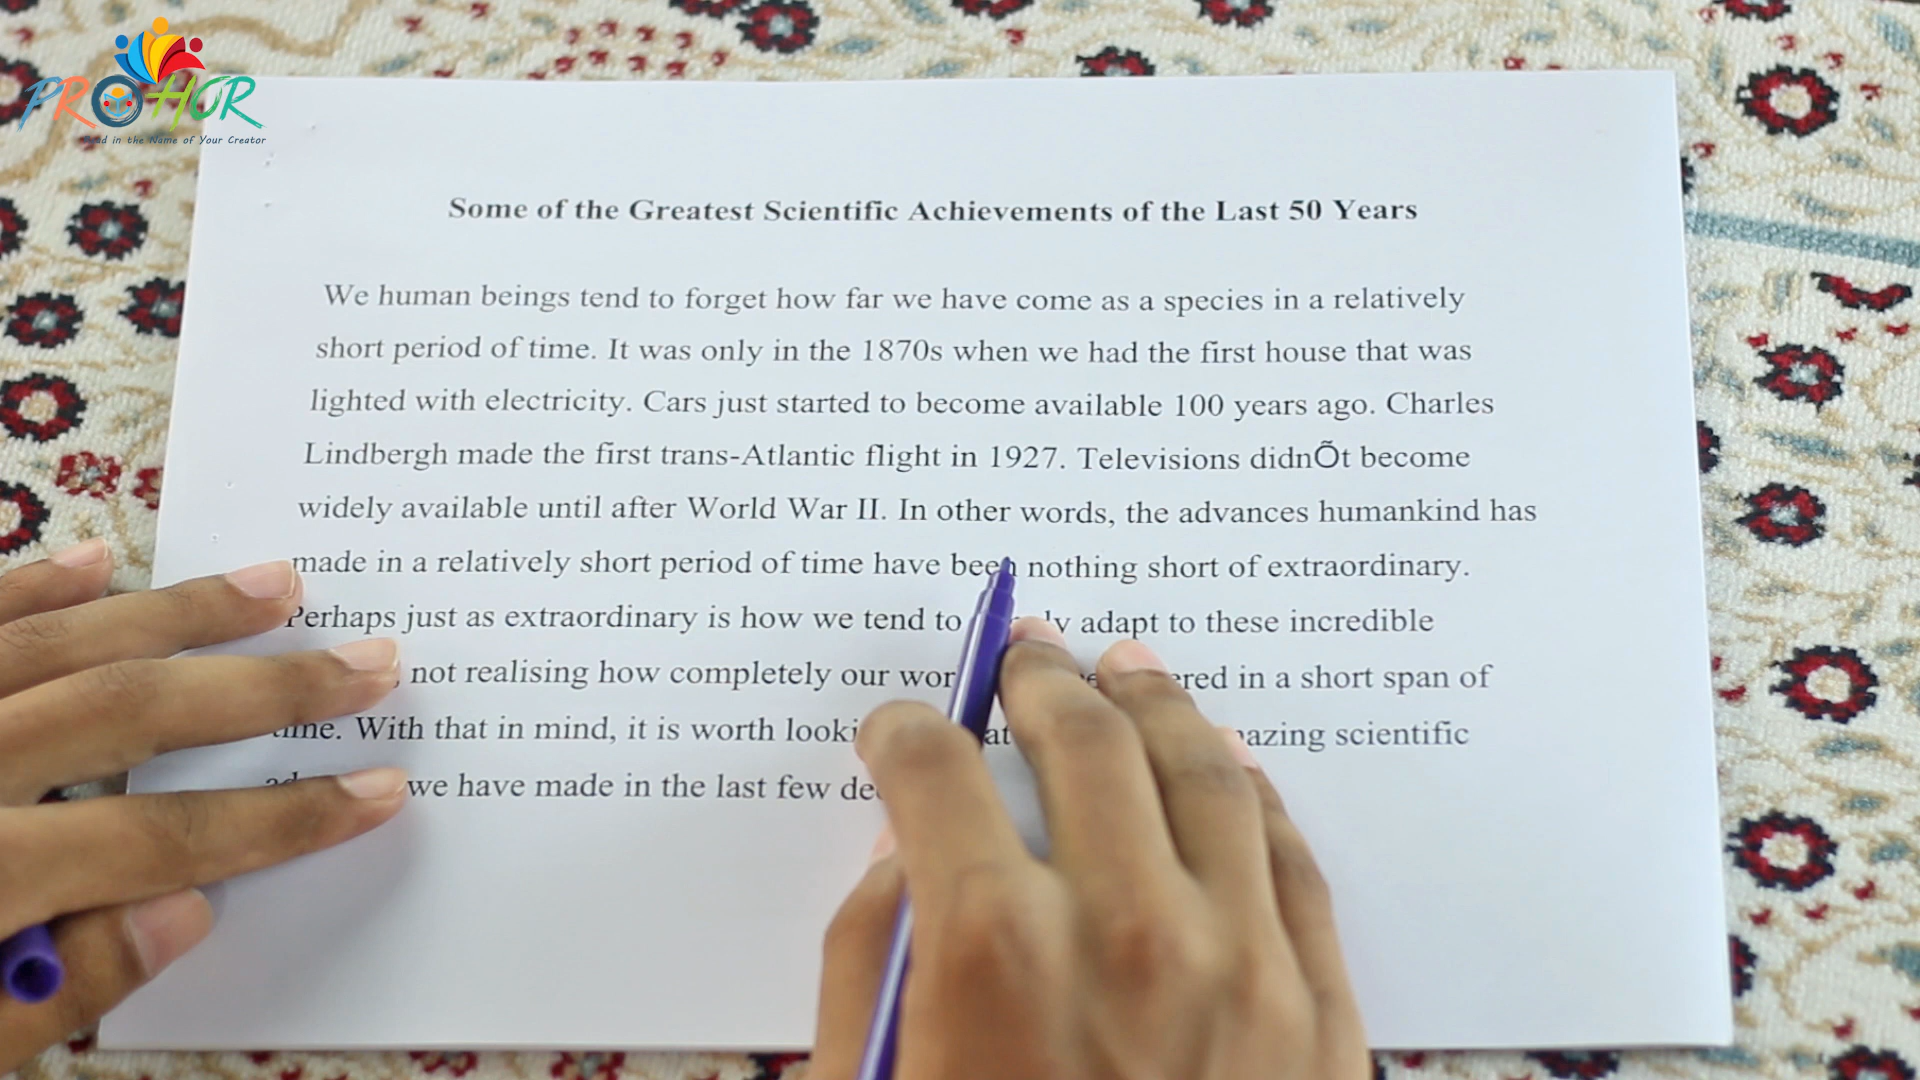 PROHOR
in the Name of Your Creator
Some of the Greatest Scientific Achievements of the Last 50 Years
We human beings tend to forget how far we have come as a species in a relatively
short period of time. It was only in the 1870s when we had the first house that was
lighted with electricity. Cars just started to become available 100 years ago. Charles
Lindbergh made the first trans-Atlantic flight in 1927. Televisions didnÕt become
widely available until after World War II. In other words, the advances humankind has
made in a relatively short period of time have been nothing short of extraordinary.
Perhaps just as extraordinary is how we tend to adapt to these incredible
not realising how completely our in a short span of
time. With that in mind, it is worth scientific
we have made in the last few